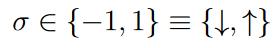 σ ∈ {−1, 1} ≡ {↓, ↑}